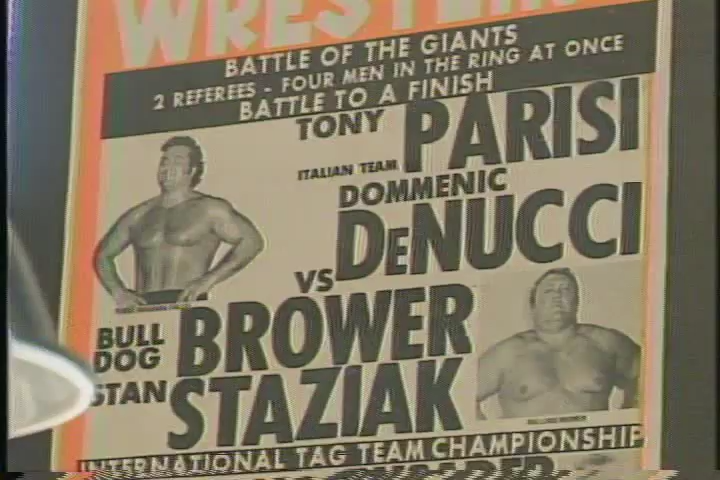 WRESTLING
BATTLE OF THE GIANTS
2 REFEREES - FOUR MEN IN THE RING AT ONCE
BATTLE TO A FINISH
TONY PARISI
ITALIAN TEAM
DOMMENIC
DENUCCI
VS
BULL DOG BROWER
STAN STAZIAK
INTERNATIONAL TAG TEAM CHAMPIONSHIP